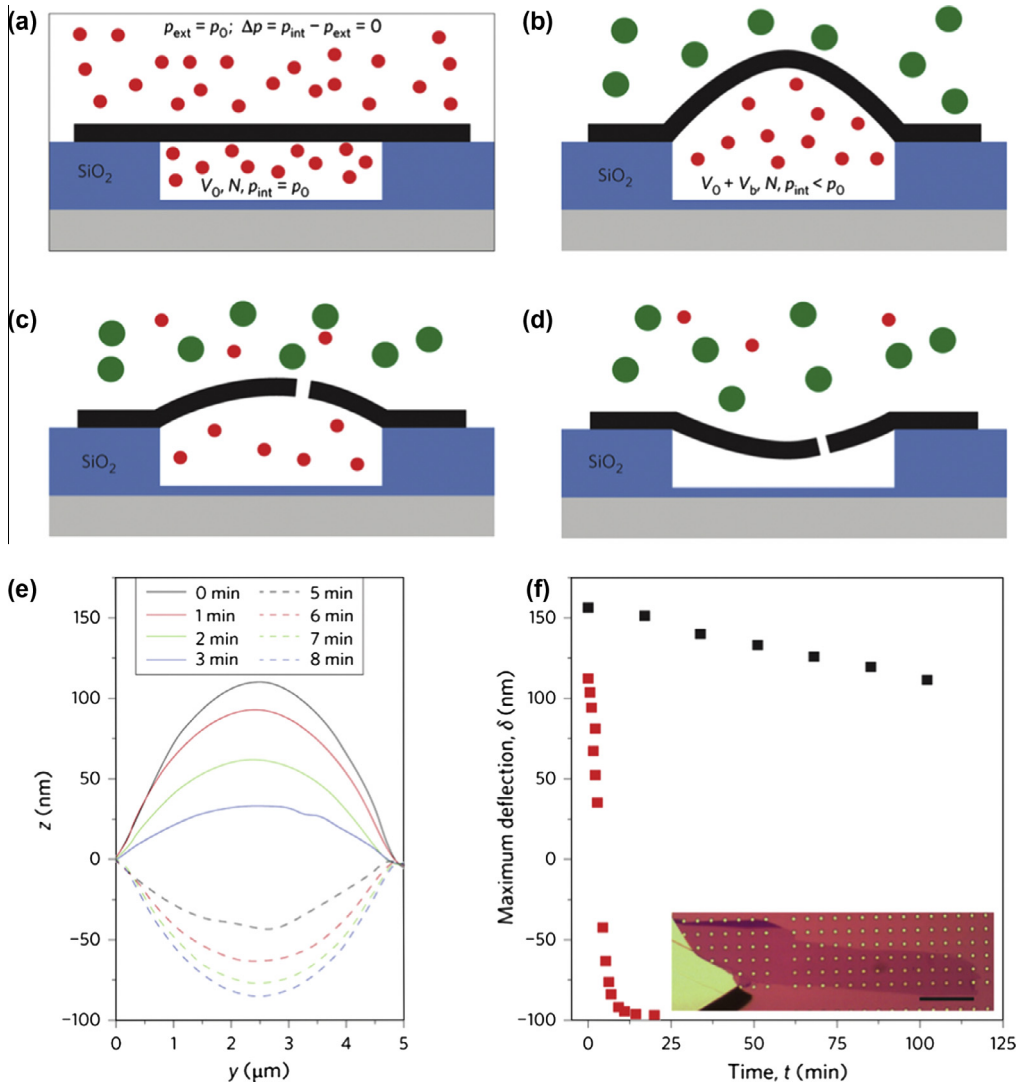 (a)
p_ext = p_0; Δp = p_int – p_ext = 0
SiO₂
V_0, N, p_int = p_0
(b)
SiO₂
V_0 + V_b, N, p_int < p_0
(c)
SiO₂
(d)
SiO₂
(e)
0 min
5 min
1 min
6 min
2 min
7 min
3 min
8 min
150
100
50
0
−50
−100
z (nm)
0
1
2
3
4
5
y (μm)
(f)
150
100
50
0
−50
−100
Maximum deflection, δ (nm)
0
25
50
75
100
125
Time, t (min)